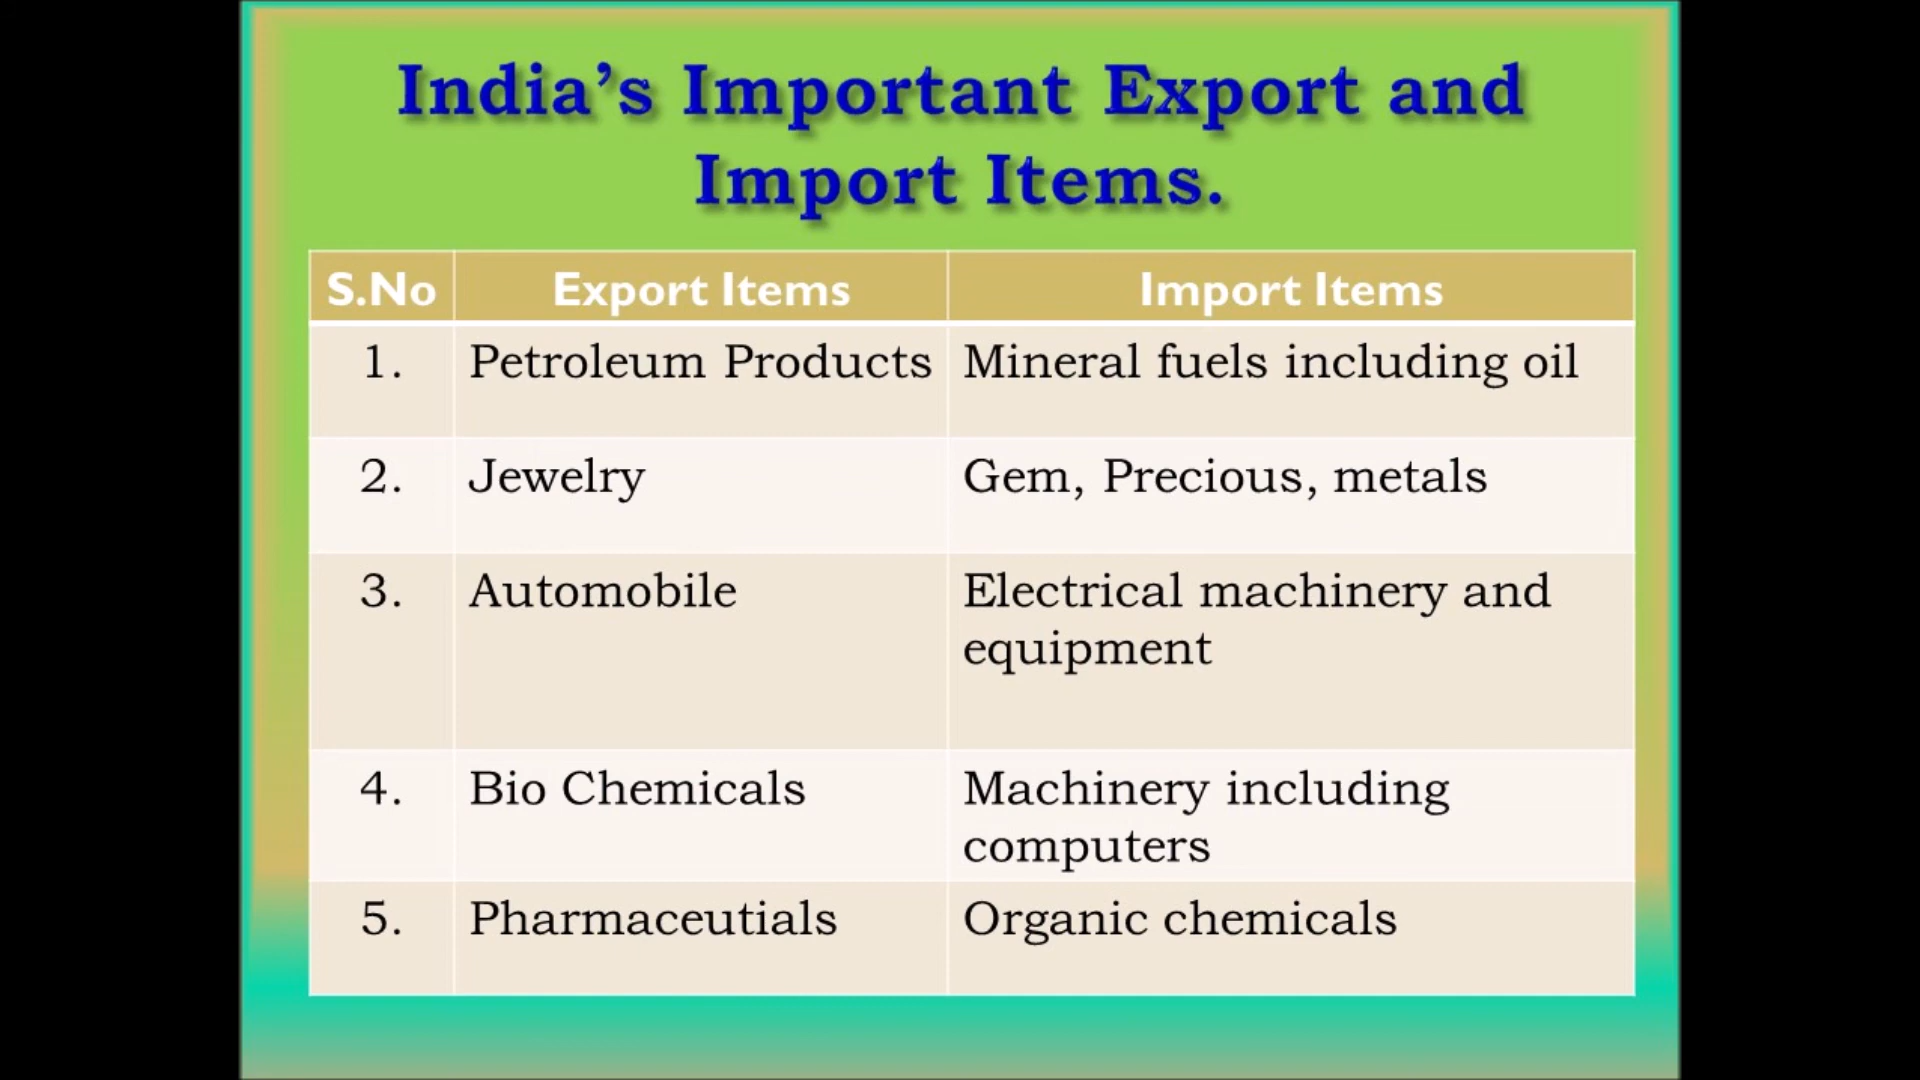 India’s Important Export and
Import Items.
S.No Export Items Import Items
1. Petroleum Products Mineral fuels including oil
2. Jewelry Gem, Precious, metals
3. Automobile Electrical machinery and
equipment
4. Bio Chemicals Machinery including
computers
5. Pharmaceutials Organic chemicals